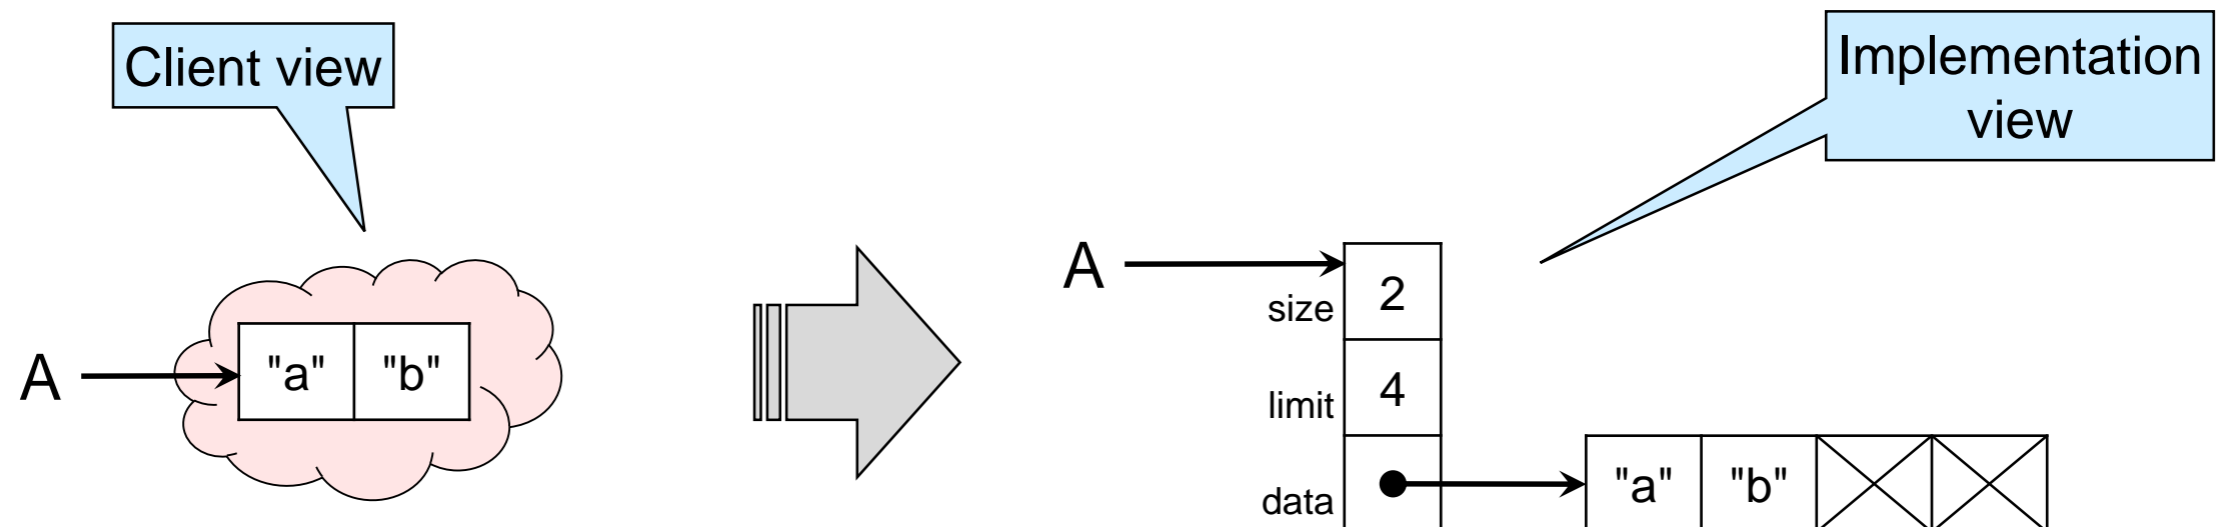 Client view
A
"a" "b"
Implementation
view
A
size 2
limit 4
data
"a" "b"